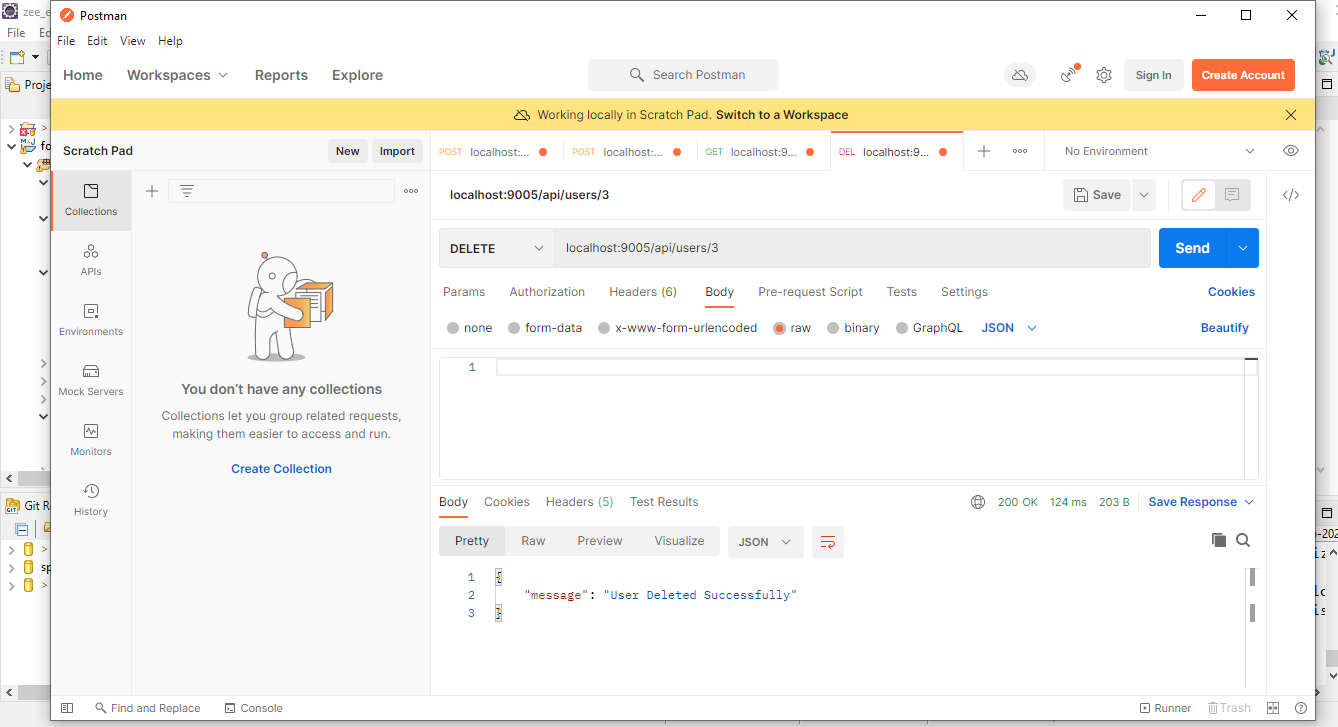 zee_e
Postman
File Edit View Help
File Ed
Home Workspaces Reports Explore Search Postman Sign In Create Account
Proje
Working locally in Scratch Pad. Switch to a Workspace
Scratch Pad New Import
POST localhost:... POST localhost:... GET localhost:9... DEL localhost:9... No Environment
Collections
APIs
Environments
Mock Servers
Monitors
History
You don't have any collections
Collections let you group related requests,
making them easier to access and run.
Create Collection
localhost:9005/api/users/3 Save
DELETE localhost:9005/api/users/3 Send
Params Authorization Headers (6) Body Pre-request Script Tests Settings Cookies
none form-data x-www-form-urlencoded raw binary GraphQL JSON Beautify
1
Body Cookies Headers (5) Test Results 200 OK 124 ms 203 B Save Response
Pretty Raw Preview Visualize JSON
1 {
2 "message": "User Deleted Successfully"
3 }
Git R
Find and Replace Console Runner Trash